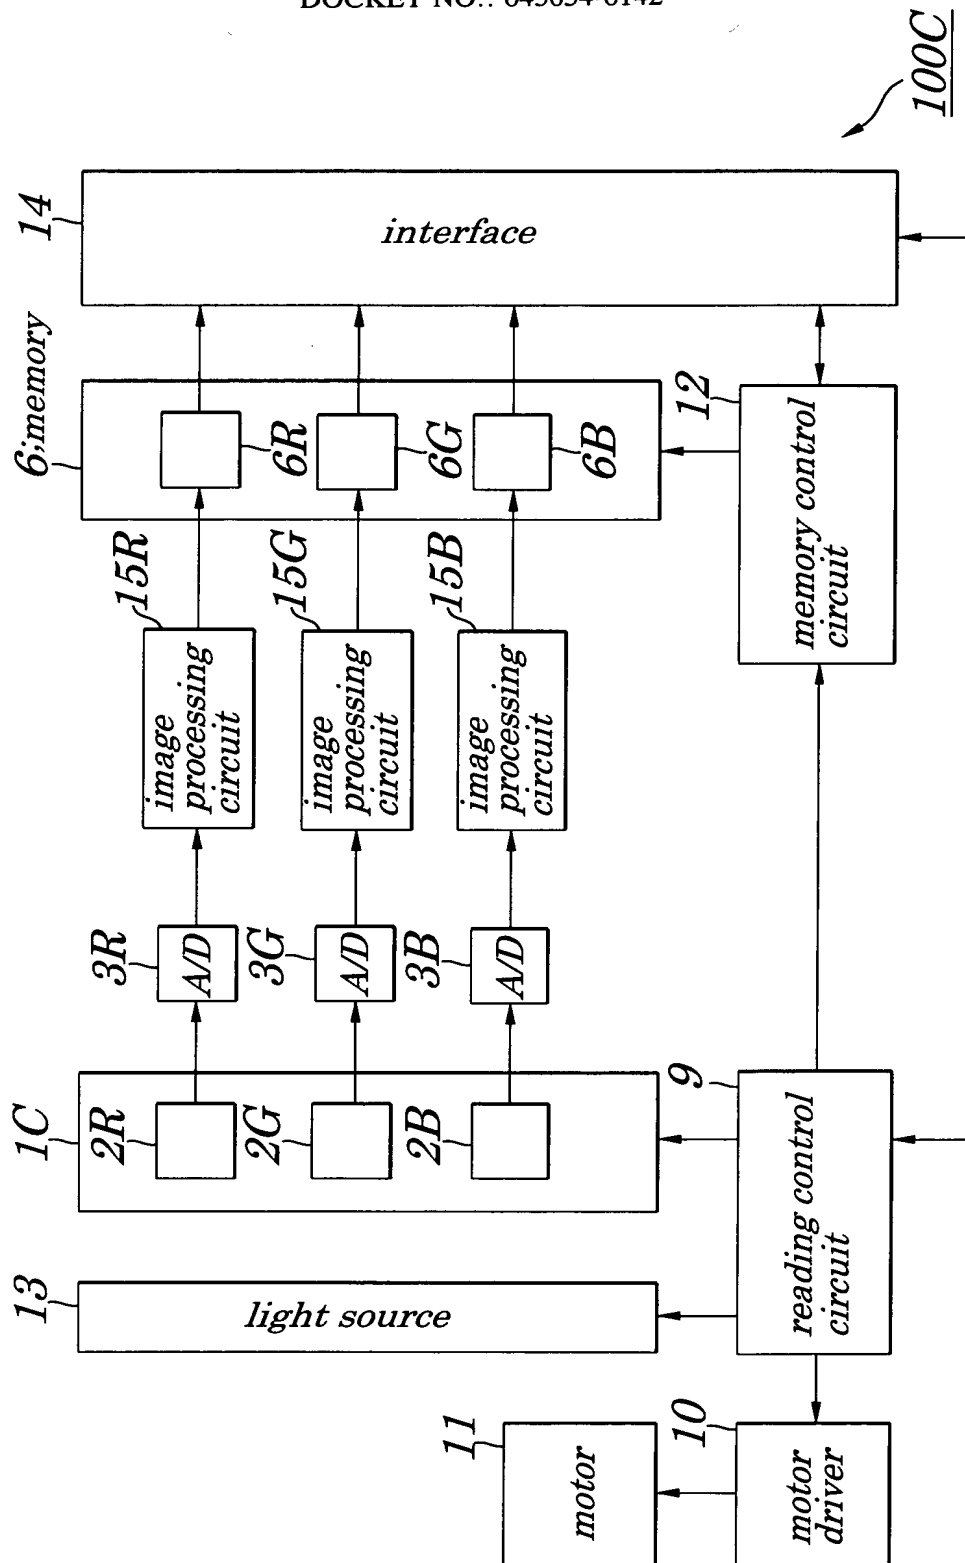 DOCKET NO.:
13
1C
6;memory
14
light source
2R
3R
15R
A/D
image
processing
circuit
6R
2G
3G
15G
A/D
image
processing
circuit
6G
interface
2B
3B
15B
A/D
image
processing
circuit
6B
11
motor
10
motor
driver
9
reading control
circuit
12
memory control
circuit
100C